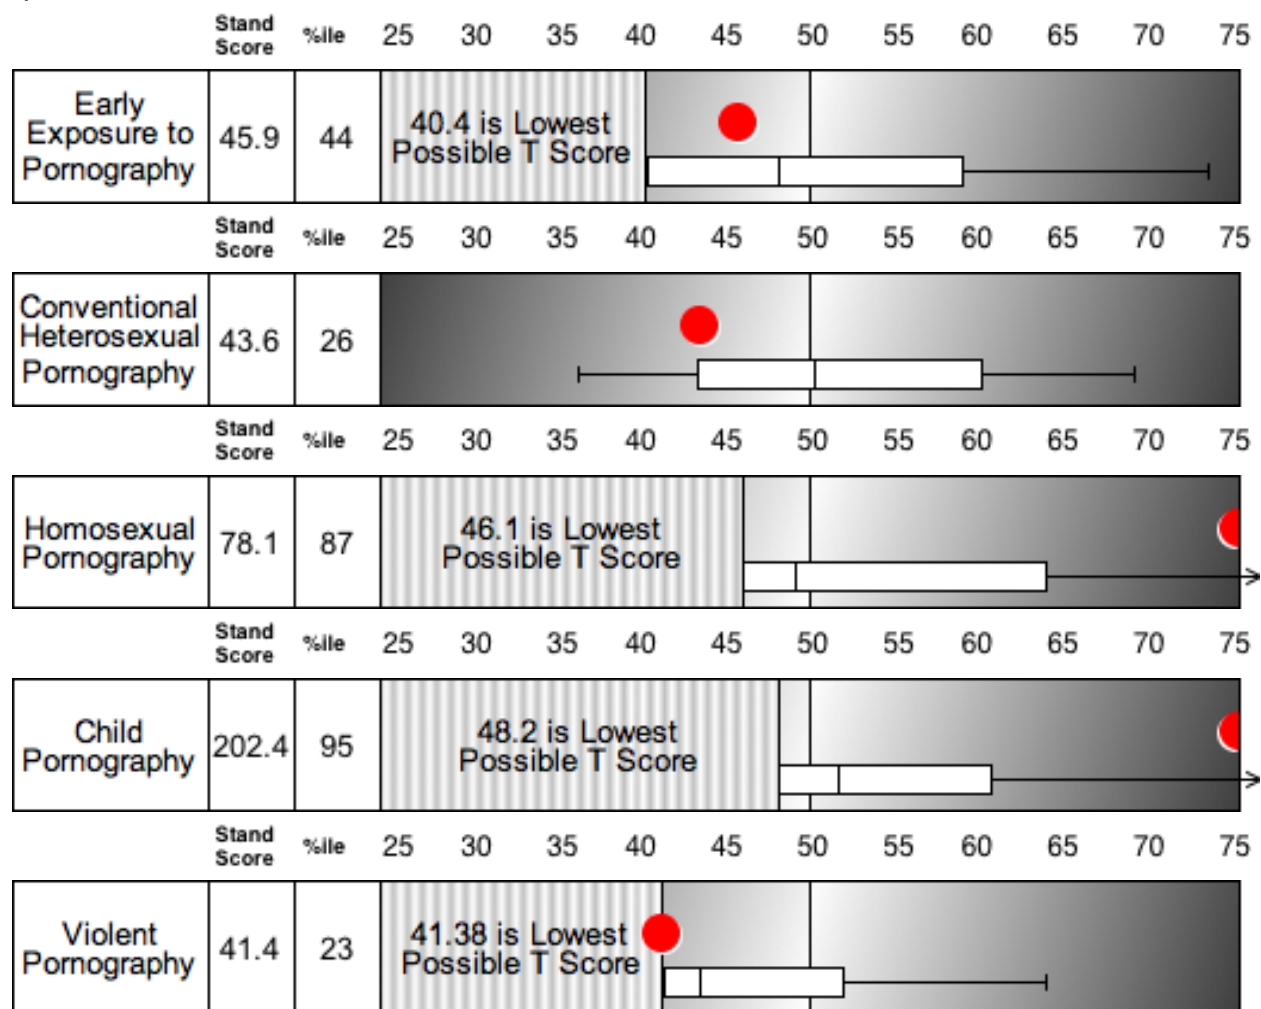 Stand Score %ile 25 30 35 40 45 50 55 60 65 70 75
Early
Exposure to
Pornography
45.9 44
40.4 is Lowest
Possible T Score
Stand Score %ile 25 30 35 40 45 50 55 60 65 70 75
Conventional
Heterosexual
Pornography
43.6 26
Stand Score %ile 25 30 35 40 45 50 55 60 65 70 75
Homosexual
Pornography
78.1 87
46.1 is Lowest
Possible T Score
Stand Score %ile 25 30 35 40 45 50 55 60 65 70 75
Child
Pornography
202.4 95
48.2 is Lowest
Possible T Score
Stand Score %ile 25 30 35 40 45 50 55 60 65 70 75
Violent
Pornography
41.4 23
41.38 is Lowest
Possible T Score